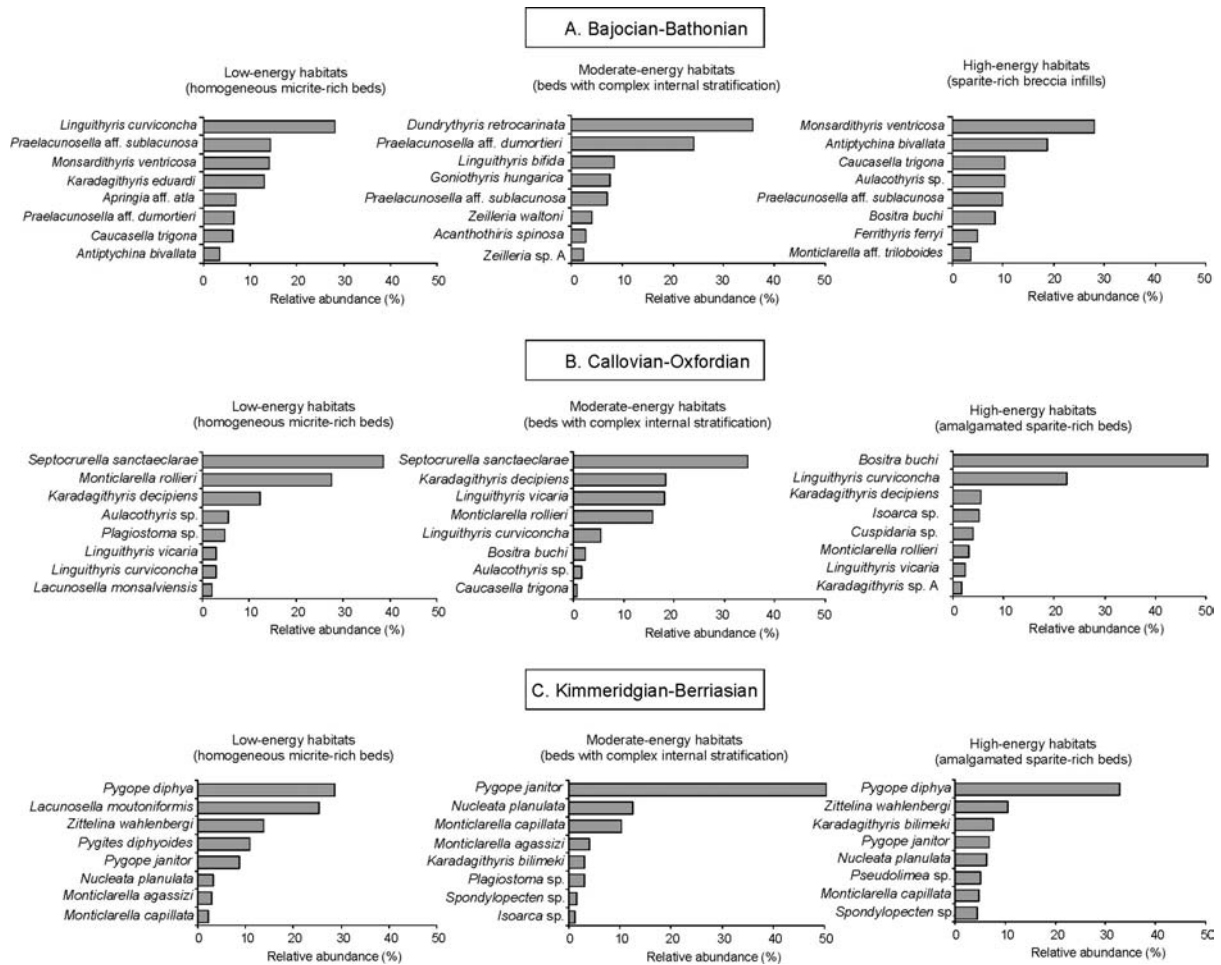 A. Bajocian-Bathonian
Low-energy habitats
(homogeneous micrite-rich beds)
Linguithyris curviconcha
Praelacunosella aff. sublacunosa
Monsardithyris ventricosa
Karadagithyris eduardi
Apringia aff. atla
Praelacunosella aff. dumortieri
Caucasella trigona
Antiptychina bivallata
0 10 20 30 40 50
Relative abundance (%)
Moderate-energy habitats
(beds with complex internal stratification)
Dundrythyris retrocarinata
Praelacunosella aff. dumortieri
Linguithyris bifida
Goniothyris hungarica
Praelacunosella aff. sublacunosa
Zeilleria waltoni
Acanthothiris spinosa
Zeilleria sp. A
0 10 20 30 40 50
Relative abundance (%)
High-energy habitats
(sparite-rich breccia infills)
Monsardithyris ventricosa
Antiptychina bivallata
Caucasella trigona
Aulacothyris sp.
Praelacunosella aff. sublacunosa
Bositra buchi
Ferrithyris ferryi
Monticlarella aff. triloboides
0 10 20 30 40 50
Relative abundance (%)
B. Callovian-Oxfordian
Low-energy habitats
(homogeneous micrite-rich beds)
Septocrurella sanctaeclarae
Monticlarella rollieri
Karadagithyris decipiens
Aulacothyris sp.
Plagiostoma sp.
Linguithyris vicaria
Linguithyris curviconcha
Lacunosella monsalviensis
0 10 20 30 40 50
Relative abundance (%)
Moderate-energy habitats
(beds with complex internal stratification)
Septocrurella sanctaeclarae
Karadagithyris decipiens
Linguithyris vicaria
Monticlarella rollieri
Linguithyris curviconcha
Bositra buchi
Aulacothyris sp.
Caucasella trigona
0 10 20 30 40 50
Relative abundance (%)
High-energy habitats
(amalgamated sparite-rich beds)
Bositra buchi
Linguithyris curviconcha
Karadagithyris decipiens
Isoarca sp.
Cuspidaria sp.
Monticlarella rollieri
Linguithyris vicaria
Karadagithyris sp. A
0 10 20 30 40 50
Relative abundance (%)
C. Kimmeridgian-Berriasian
Low-energy habitats
(homogeneous micrite-rich beds)
Pygope diphya
Lacunosella moutoniformis
Zittelina wahlenbergi
Pygites diphyoides
Pygope janitor
Nucleata planulata
Monticlarella agassizi
Monticlarella capillata
0 10 20 30 40 50
Relative abundance (%)
Moderate-energy habitats
(beds with complex internal stratification)
Pygope janitor
Nucleata planulata
Monticlarella capillata
Monticlarella agassizi
Karadagithyris bilimeki
Plagiostoma sp.
Spondylopecten sp.
Isoarca sp.
0 10 20 30 40 50
Relative abundance (%)
High-energy habitats
(amalgamated sparite-rich beds)
Pygope diphya
Zittelina wahlenbergi
Karadagithyris bilimeki
Pygope janitor
Nucleata planulata
Pseudolimea sp.
Monticlarella capillata
Spondylopecten sp.
0 10 20 30 40 50
Relative abundance (%)